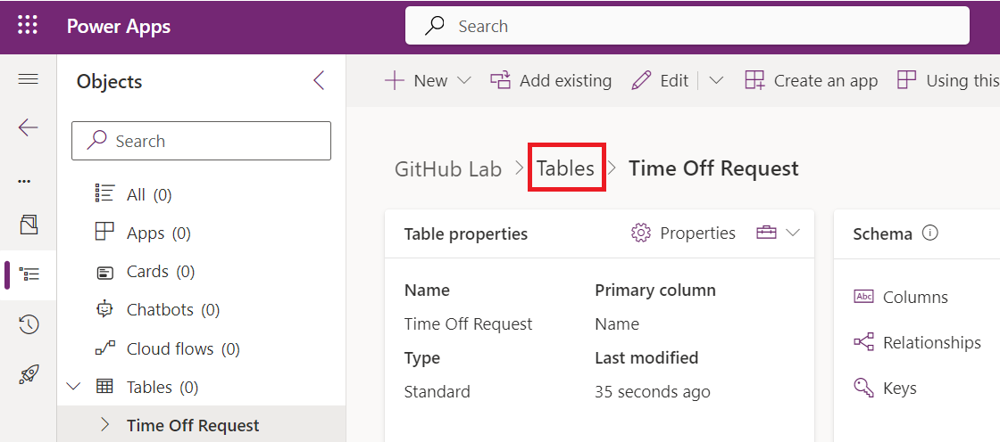 Power Apps
Search
Objects
New
Add existing
Edit
Create an app
Using this
Search
GitHub Lab > Tables > Time Off Request
All (0)
Apps (0)
Cards (0)
Chatbots (0)
Cloud flows (0)
Tables (0)
Time Off Request
Table properties
Properties
Name
Primary column
Time Off Request
Name
Type
Last modified
Standard
35 seconds ago
Schema
Abc Columns
Relationships
Keys